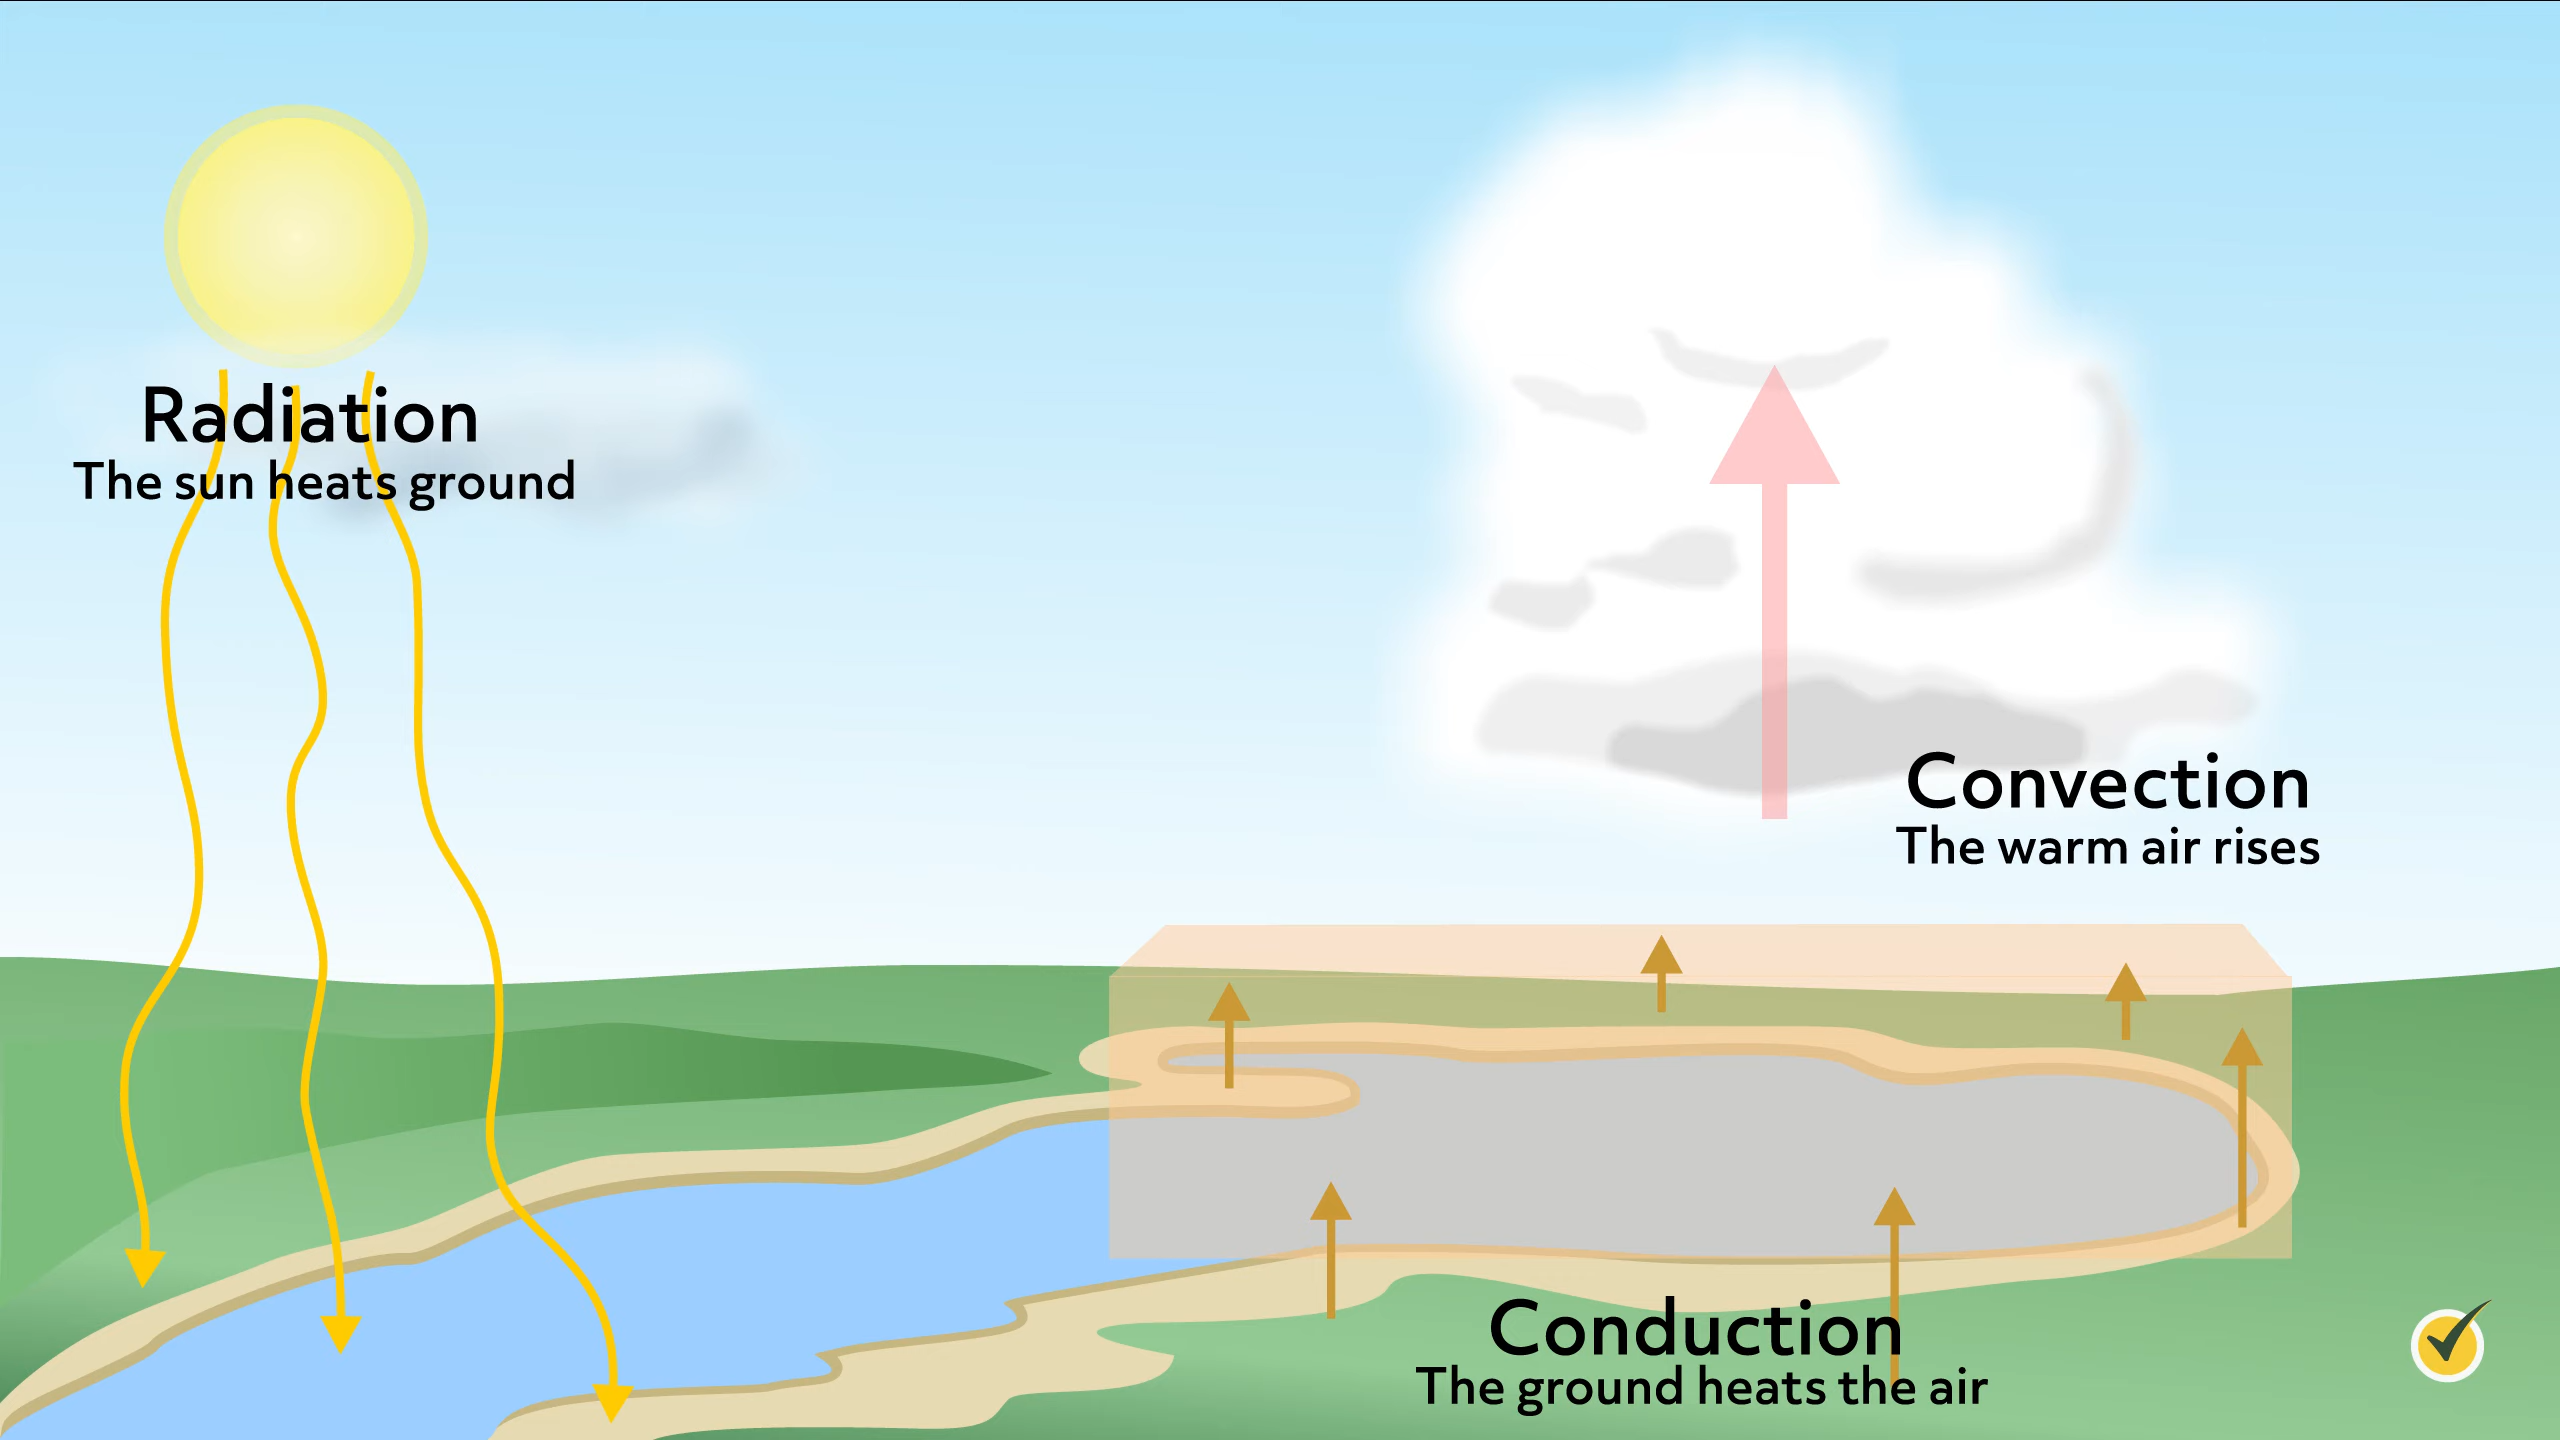 Radiation
The sun heats ground
Convection
The warm air rises
Conduction
The ground heats the air